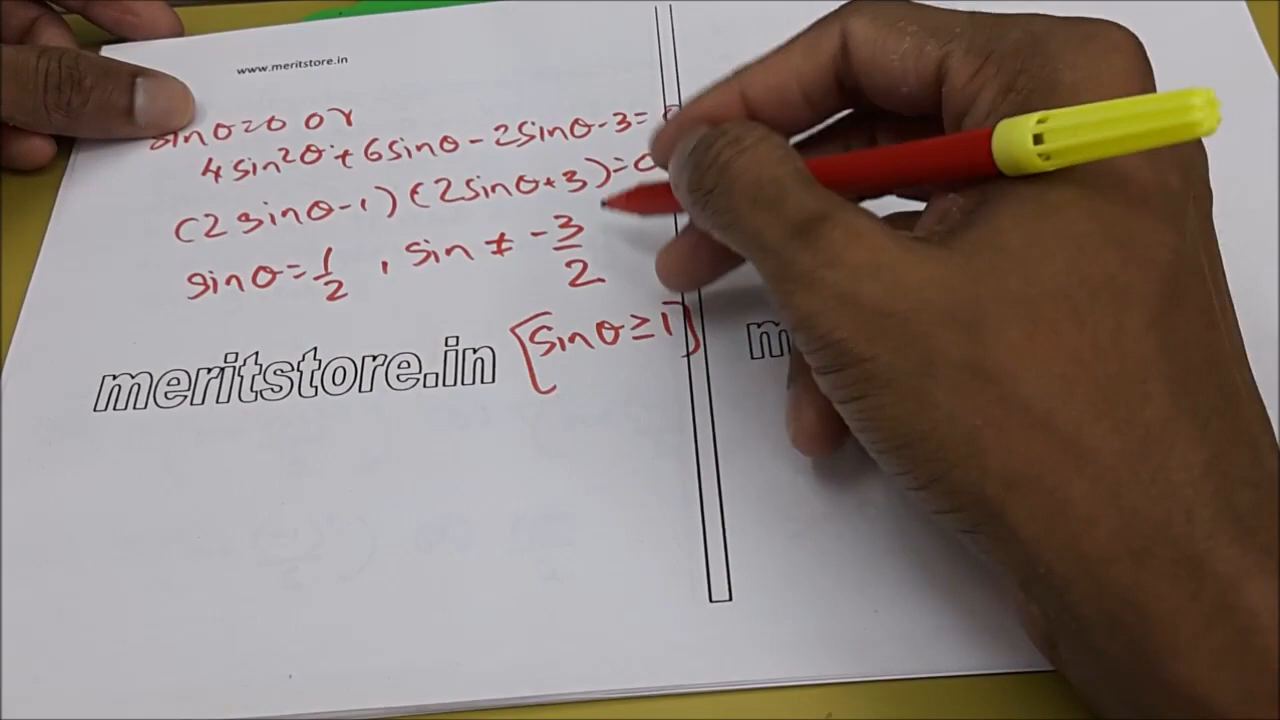 www.meritstore.in
sinθ=0 or
4sin²θ+6sinθ-2sinθ-3=
(2sinθ-1)(2sinθ+3)=0
sinθ=1/2, sin≠-3/2
[sinθ≥1]
meritstore.in
m